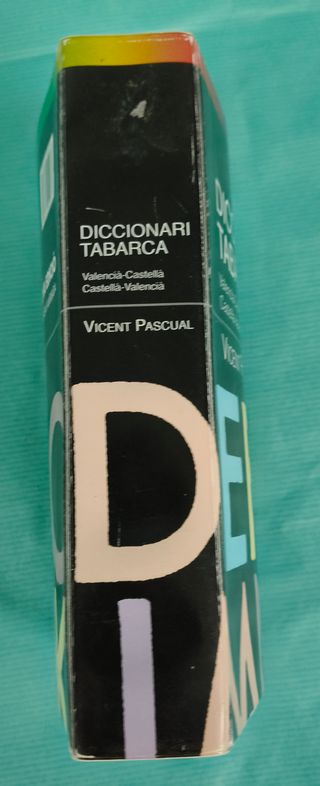 DICCIONARI
TABARCA
Valencià-Castellà
Castellà-Valencià
VICENT PASCUAL
D
I